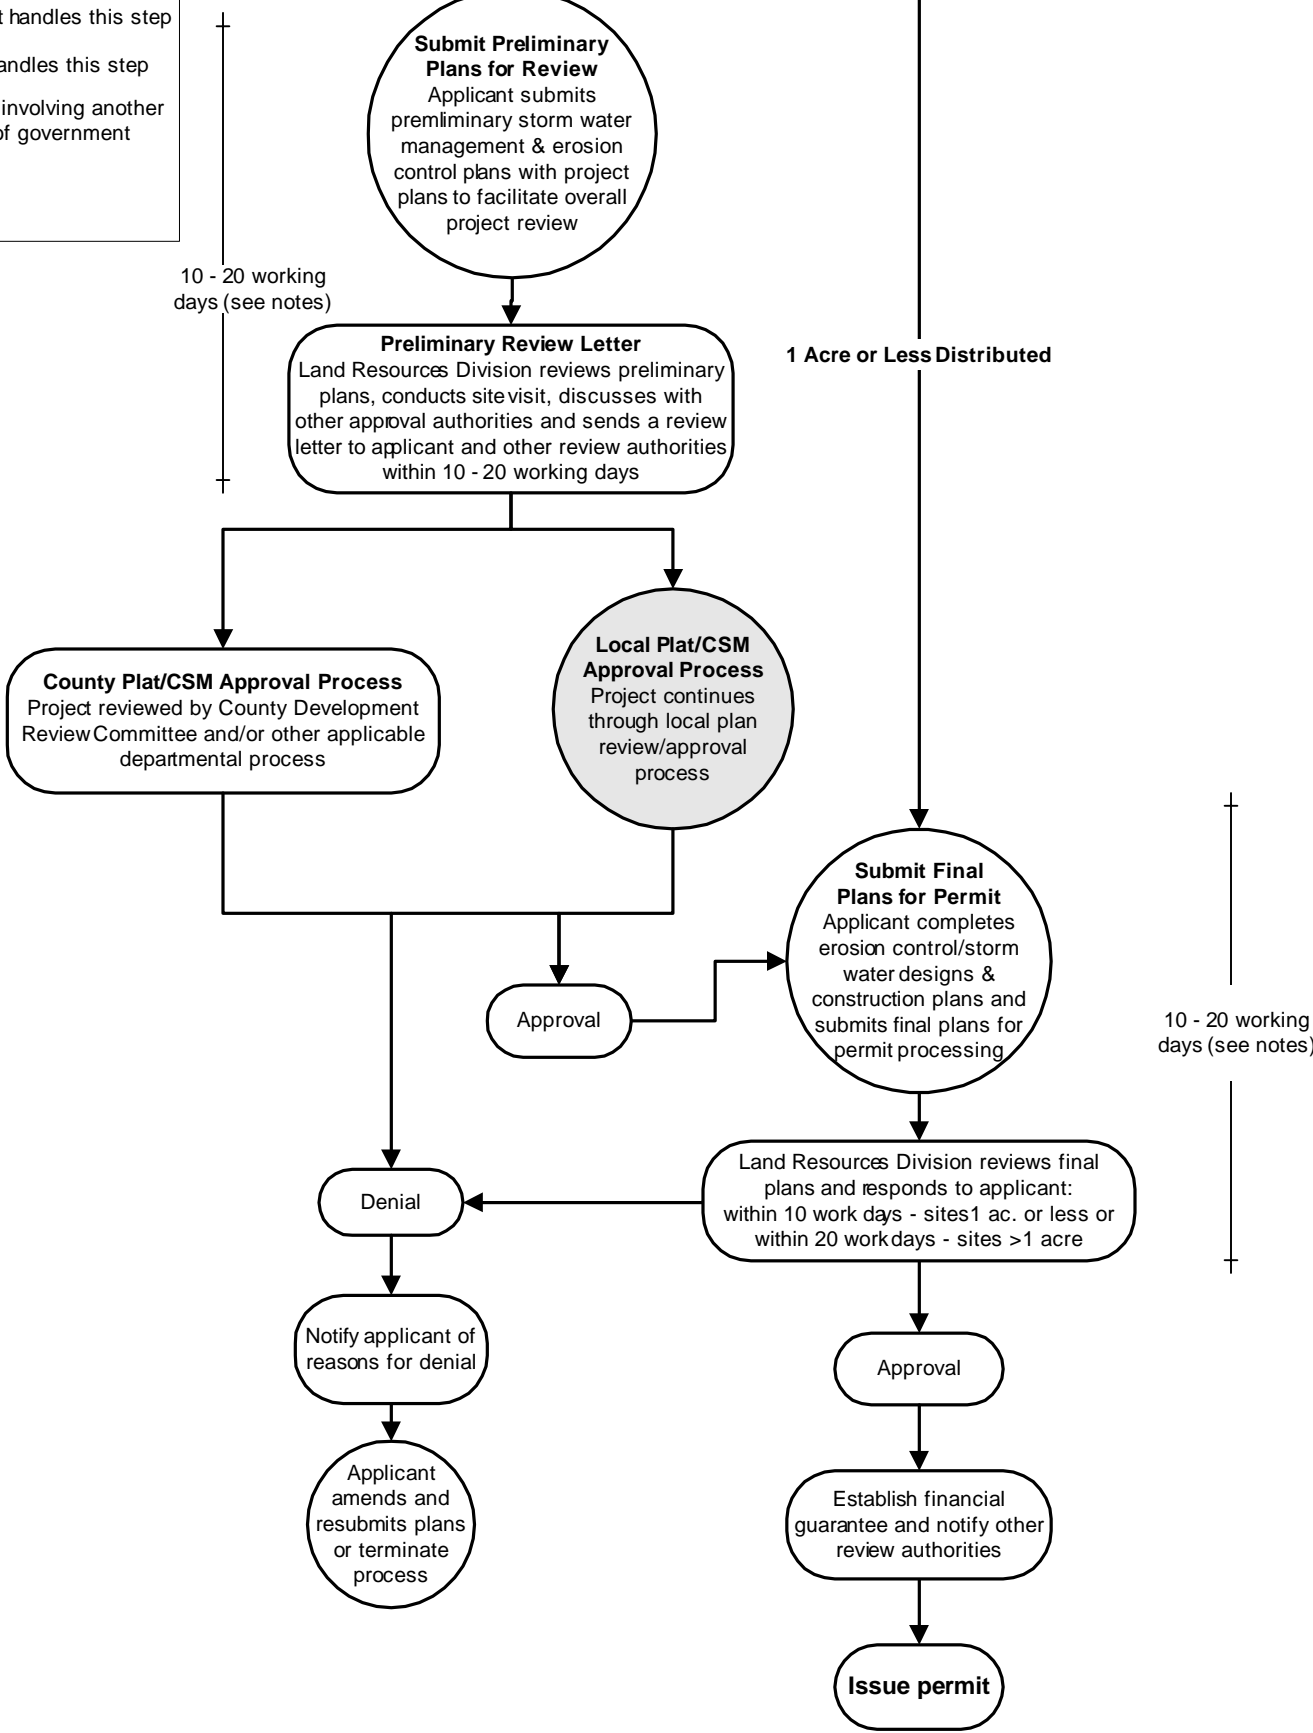 handles this step
handles this step
involving another
of government
Submit Preliminary
Plans for Review
Applicant submits
premliminary storm water
management & erosion
control plans with project
plans to facilitate overall
project review
10 - 20 working
days (see notes)
Preliminary Review Letter
Land Resources Division reviews preliminary
plans, conducts site visit, discusses with
other approval authorities and sends a review
letter to applicant and other review authorities
within 10 - 20 working days
1 Acre or Less Distributed
County Plat/CSM Approval Process
Project reviewed by County Development
Review Committee and/or other applicable
departmental process
Local Plat/CSM
Approval Process
Project continues
through local plan
review/approval
process
Submit Final
Plans for Permit
Applicant completes
erosion control/storm
water designs &
construction plans and
submits final plans for
permit processing
Approval
10 - 20 working
days (see notes)
Land Resources Division reviews final
plans and responds to applicant:
within 10 work days - sites 1 ac. or less or
within 20 work days - sites >1 acre
Denial
Notify applicant of
reasons for denial
Approval
Applicant
amends and
resubmits plans
or terminate
process
Establish financial
guarantee and notify other
review authorities
Issue permit